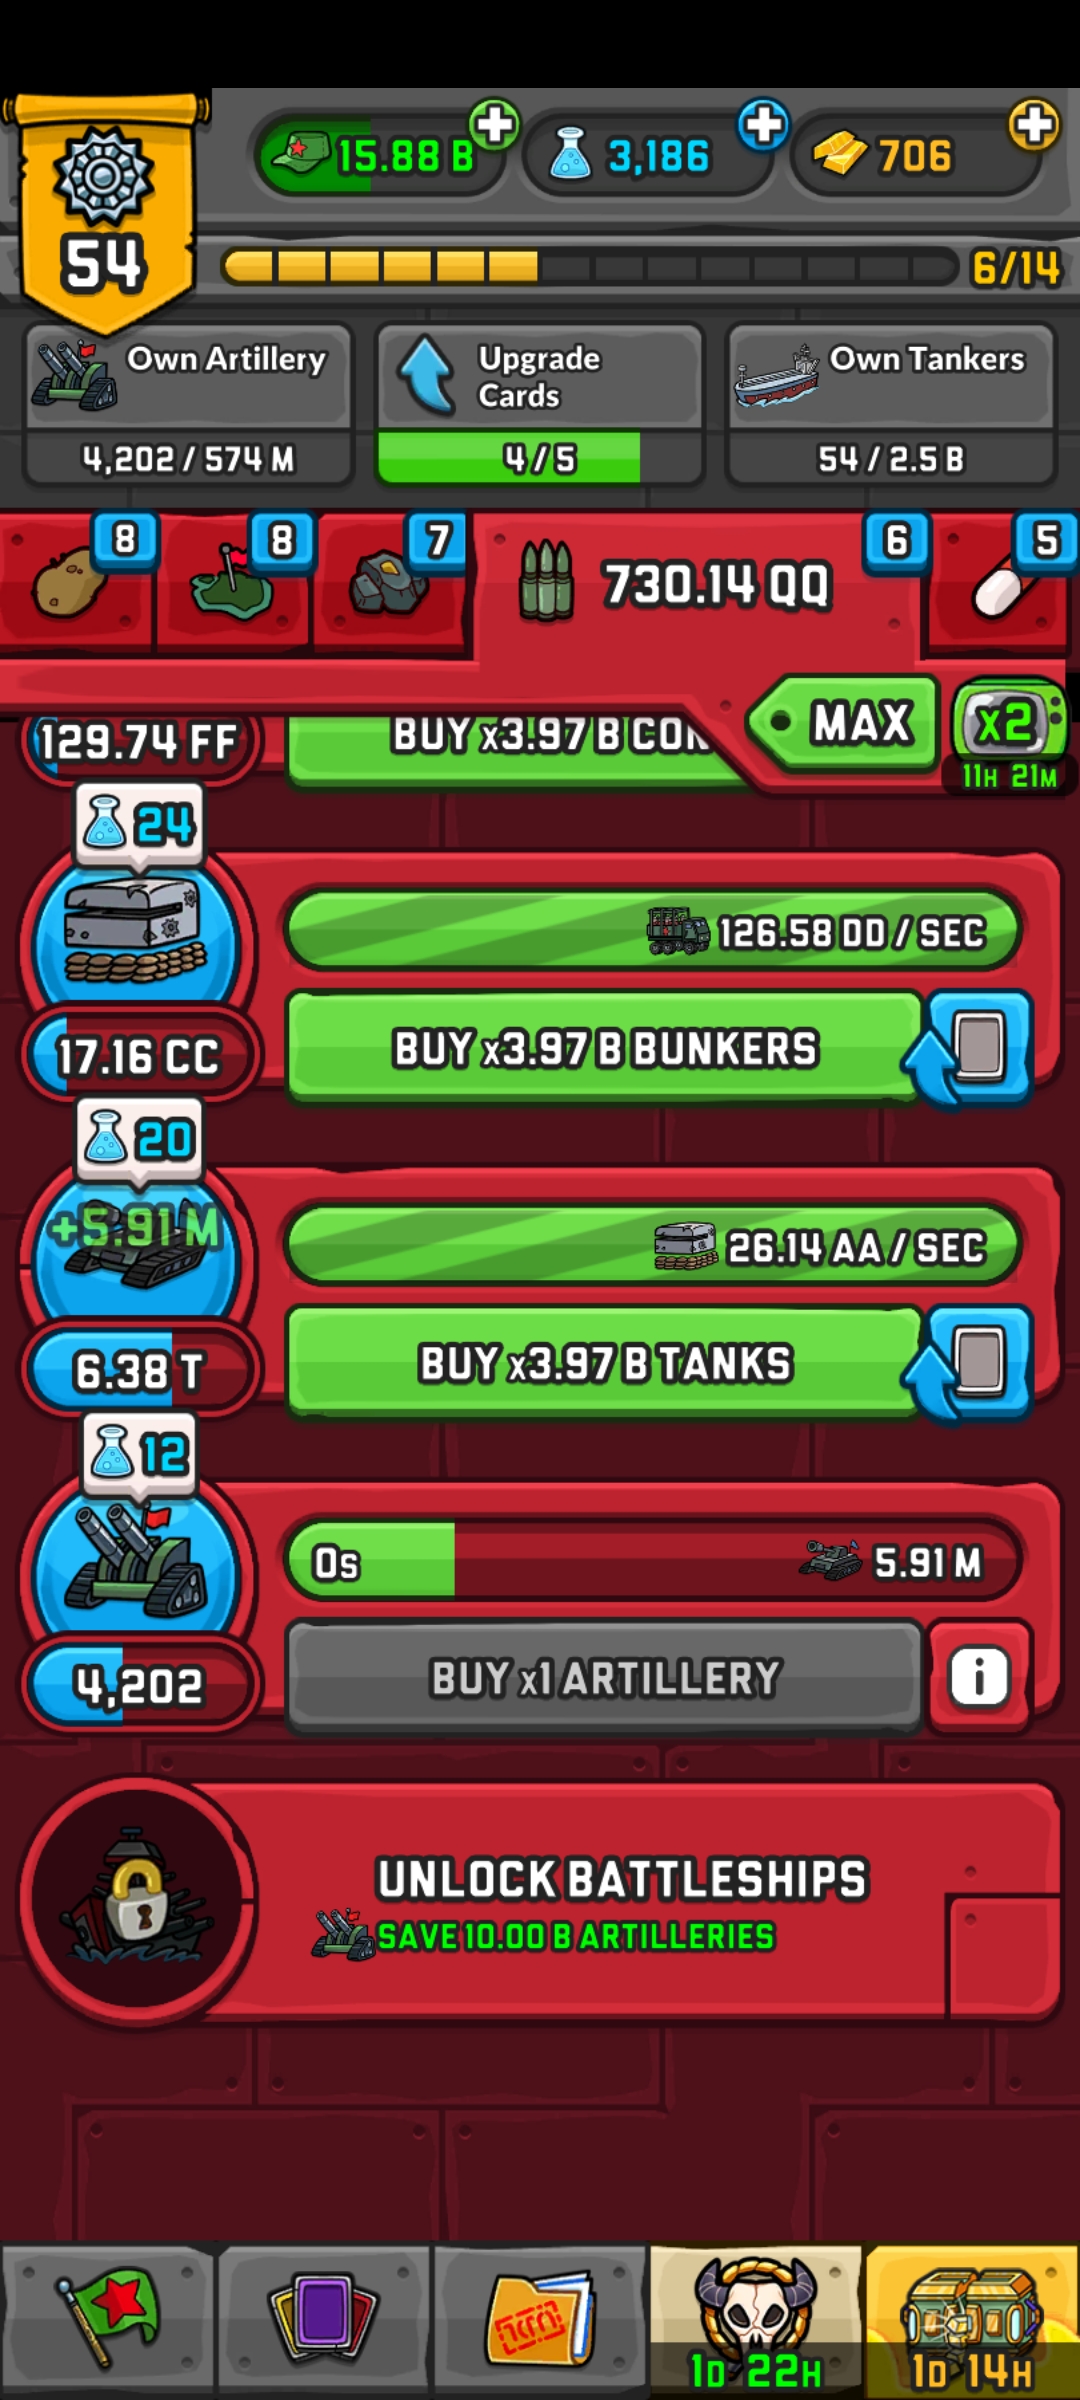 15.88 B
3,186
706
54
6/14
Own Artillery
4,202 / 574 M
Upgrade
Cards
4 / 5
Own Tankers
54 / 2.5 B
8
8
7
730.14 QQ
6
5
MAX
x2
11H 21M
129.74 FF
BUY x3.97 B CO
24
126.58 DD / SEC
17.16 CC
BUY x3.97 B BUNKERS
20
+5.91 M
26.14 AA / SEC
6.38 T
BUY x3.97 B TANKS
12
0s
5.91 M
4,202
BUY x1 ARTILLERY
i
UNLOCK BATTLESHIPS
SAVE 10.00 B ARTILLERIES
1D 22H
1D 14H